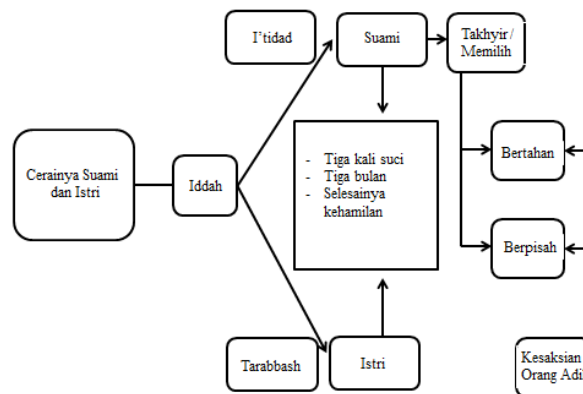 I'tidad
Suami
Takhyir /
Memilih
Cerainya Suami
dan Istri
Iddah
- Tiga kali suci
- Tiga bulan
- Selesainya
kehamilan
Bertahan
Berpisah
Tarabbash
Istri
Kesaksian
Orang Adil